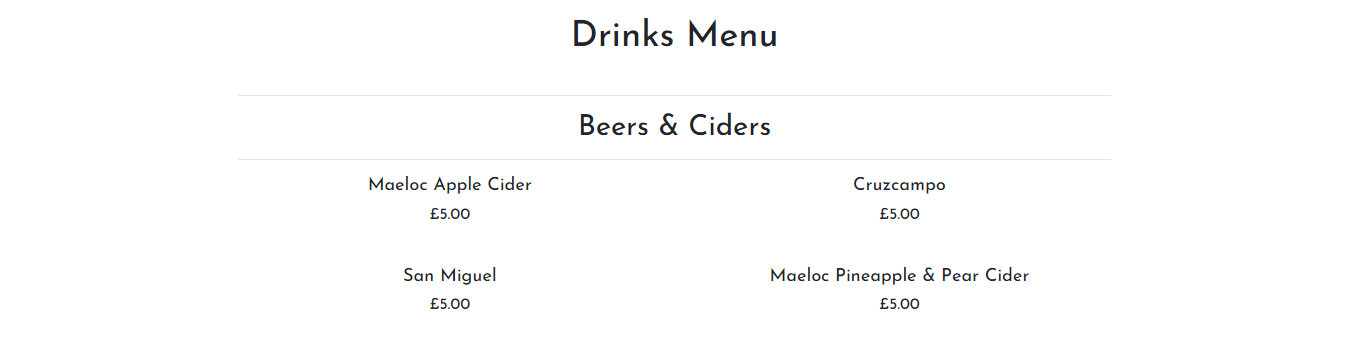 Drinks Menu
Beers & Ciders
Maeloc Apple Cider
£5.00
Cruzcampo
£5.00
San Miguel
£5.00
Maeloc Pineapple & Pear Cider
£5.00